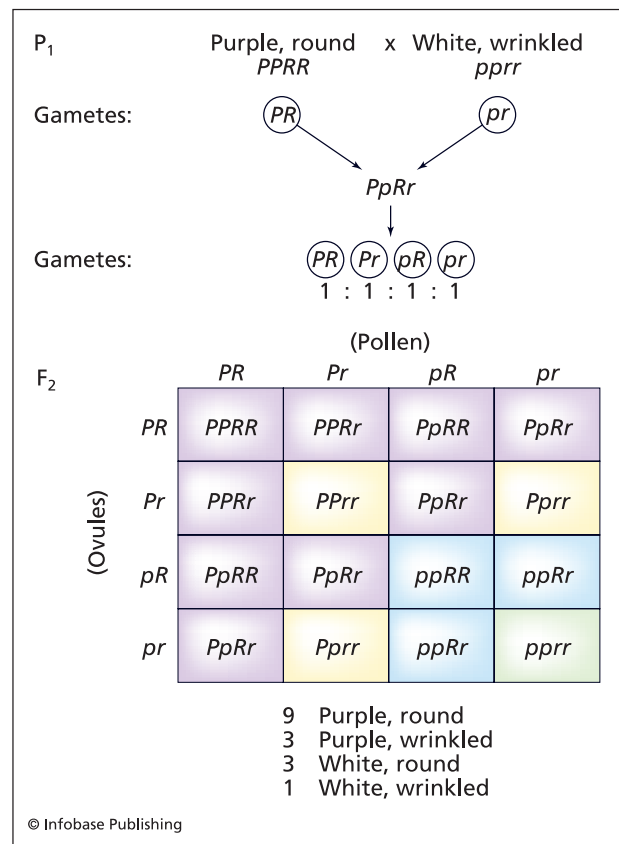 P₁ Purple, round x White, wrinkled
PPRR pprr
Gametes: PR pr
PpRr
Gametes: PR Pr pR pr
1 : 1 : 1 : 1
(Pollen)
F₂ PR Pr pR pr
PR PPRR PPRr PpRR PpRr
Pr PPRr PPrr PpRr Pprr
(Ovules)
pR PpRR PpRr ppRR ppRr
pr PpRr Pprr ppRr pprr
9 Purple, round
3 Purple, wrinkled
3 White, round
1 White, wrinkled
© Infobase Publishing